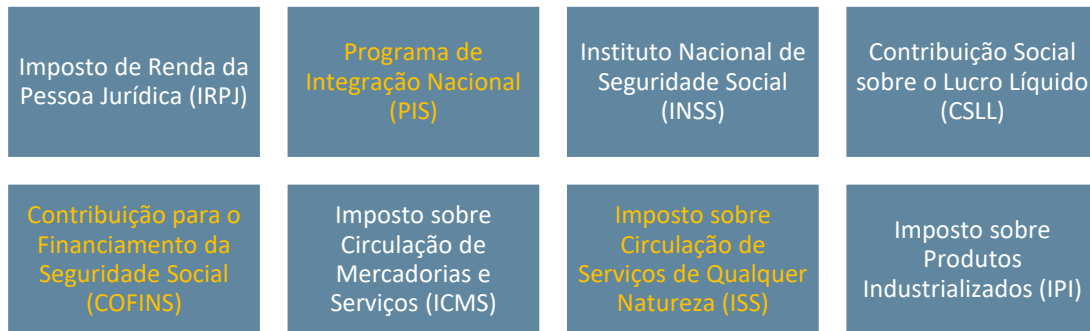 Imposto de Renda da
Pessoa Jurídica (IRPJ)
Programa de
Integração Nacional
(PIS)
Instituto Nacional de
Seguridade Social
(INSS)
Contribuição Social
sobre o Lucro Líquido
(CSLL)
Contribuição para o
Financiamento da
Seguridade Social
(COFINS)
Imposto sobre
Circulação de
Mercadorias e
Serviços (ICMS)
Imposto sobre
Circulação de
Serviços de Qualquer
Natureza (ISS)
Imposto sobre
Produtos
Industrializados (IPI)